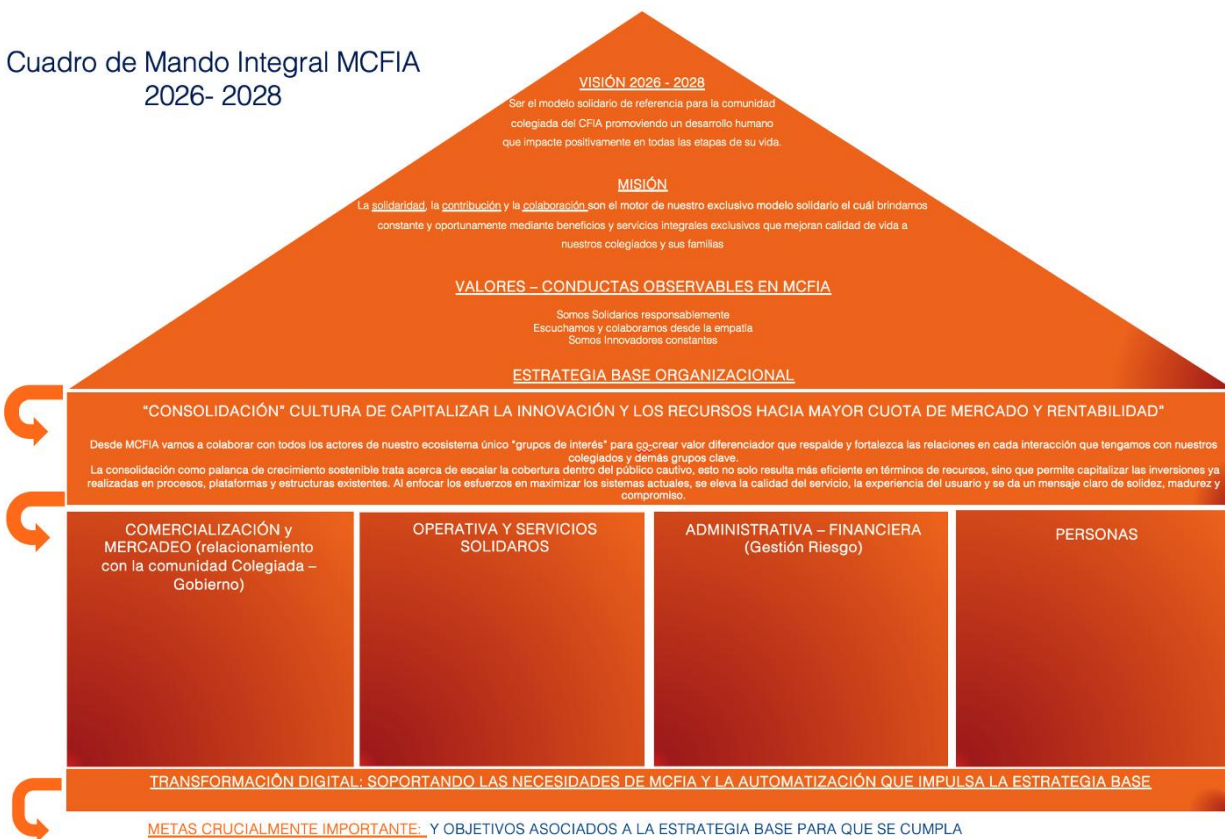 Cuadro de Mando Integral MCFIA
2026- 2028
VISIÓN 2026 - 2028
Ser el modelo solidario de referencia para la comunidad
colegiada del CFIA promoviendo un desarrollo humano
que impacte positivamente en todas las etapas de su vida.
MISIÓN
La solidaridad, la contribución y la colaboración son el motor de nuestro exclusivo modelo solidario el cuál brindamos
constante y oportunamente mediante beneficios y servicios integrales exclusivos que mejoran calidad de vida a
nuestros colegiados y sus familias
VALORES – CONDUCTAS OBSERVABLES EN MCFIA
Somos Solidarios responsablemente
Escuchamos y colaboramos desde la empatía
Somos Innovadores constantes
ESTRATEGIA BASE ORGANIZACIONAL
“CONSOLIDACIÓN” CULTURA DE CAPITALIZAR LA INNOVACIÓN Y LOS RECURSOS HACIA MAYOR CUOTA DE MERCADO Y RENTABILIDAD”
Desde MCFIA vamos a colaborar con todos los actores de nuestro ecosistema único "grupos de interés" para co-crear valor diferenciador que respalde y fortalezca las relaciones en cada interacción que tengamos con nuestros
colegiados y demás grupos clave.
La consolidación como palanca de crecimiento sostenible trata acerca de escalar la cobertura dentro del público cautivo, esto no solo resulta más eficiente en términos de recursos, sino que permite capitalizar las inversiones ya
realizadas en procesos, plataformas y estructuras existentes. Al enfocar los esfuerzos en maximizar los sistemas actuales, se eleva la calidad del servicio, la experiencia del usuario y se da un mensaje claro de solidez, madurez y
compromiso.
COMERCIALIZACIÓN y
MERCADEO (relacionamiento
con la comunidad Colegiada –
Gobierno)
OPERATIVA Y SERVICIOS
SOLIDAROS
ADMINISTRATIVA – FINANCIERA
(Gestión Riesgo)
PERSONAS
TRANSFORMACIÓN DIGITAL: SOPORTANDO LAS NECESIDADES DE MCFIA Y LA AUTOMATIZACIÓN QUE IMPULSA LA ESTRATEGIA BASE
METAS CRUCIALMENTE IMPORTANTE: Y OBJETIVOS ASOCIADOS A LA ESTRATEGIA BASE PARA QUE SE CUMPLA